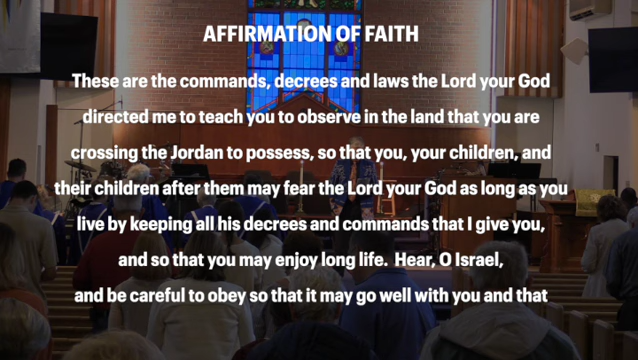 AFFIRMATION OF FAITH
These are the commands, decrees and laws the Lord your God
directed me to teach you to observe in the land that you are
crossing the Jordan to possess, so that you, your children, and
their children after them may fear the Lord your God as long as you
live by keeping all his decrees and commands that I give you,
and so that you may enjoy long life.  Hear, O Israel,
and be careful to obey so that it may go well with you and that